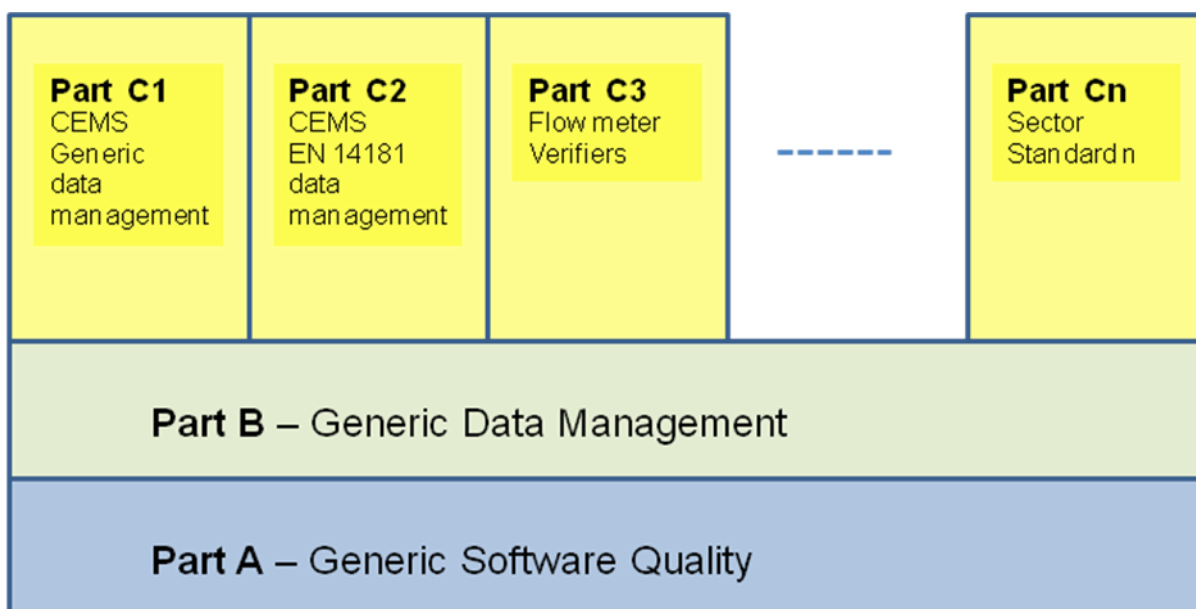 Part C1
CEMS
Generic
data
management
Part C2
CEMS
EN 14181
data
management
Part C3
Flow meter
Verifiers
Part Cn
Sector
Standard n
Part B – Generic Data Management
Part A – Generic Software Quality